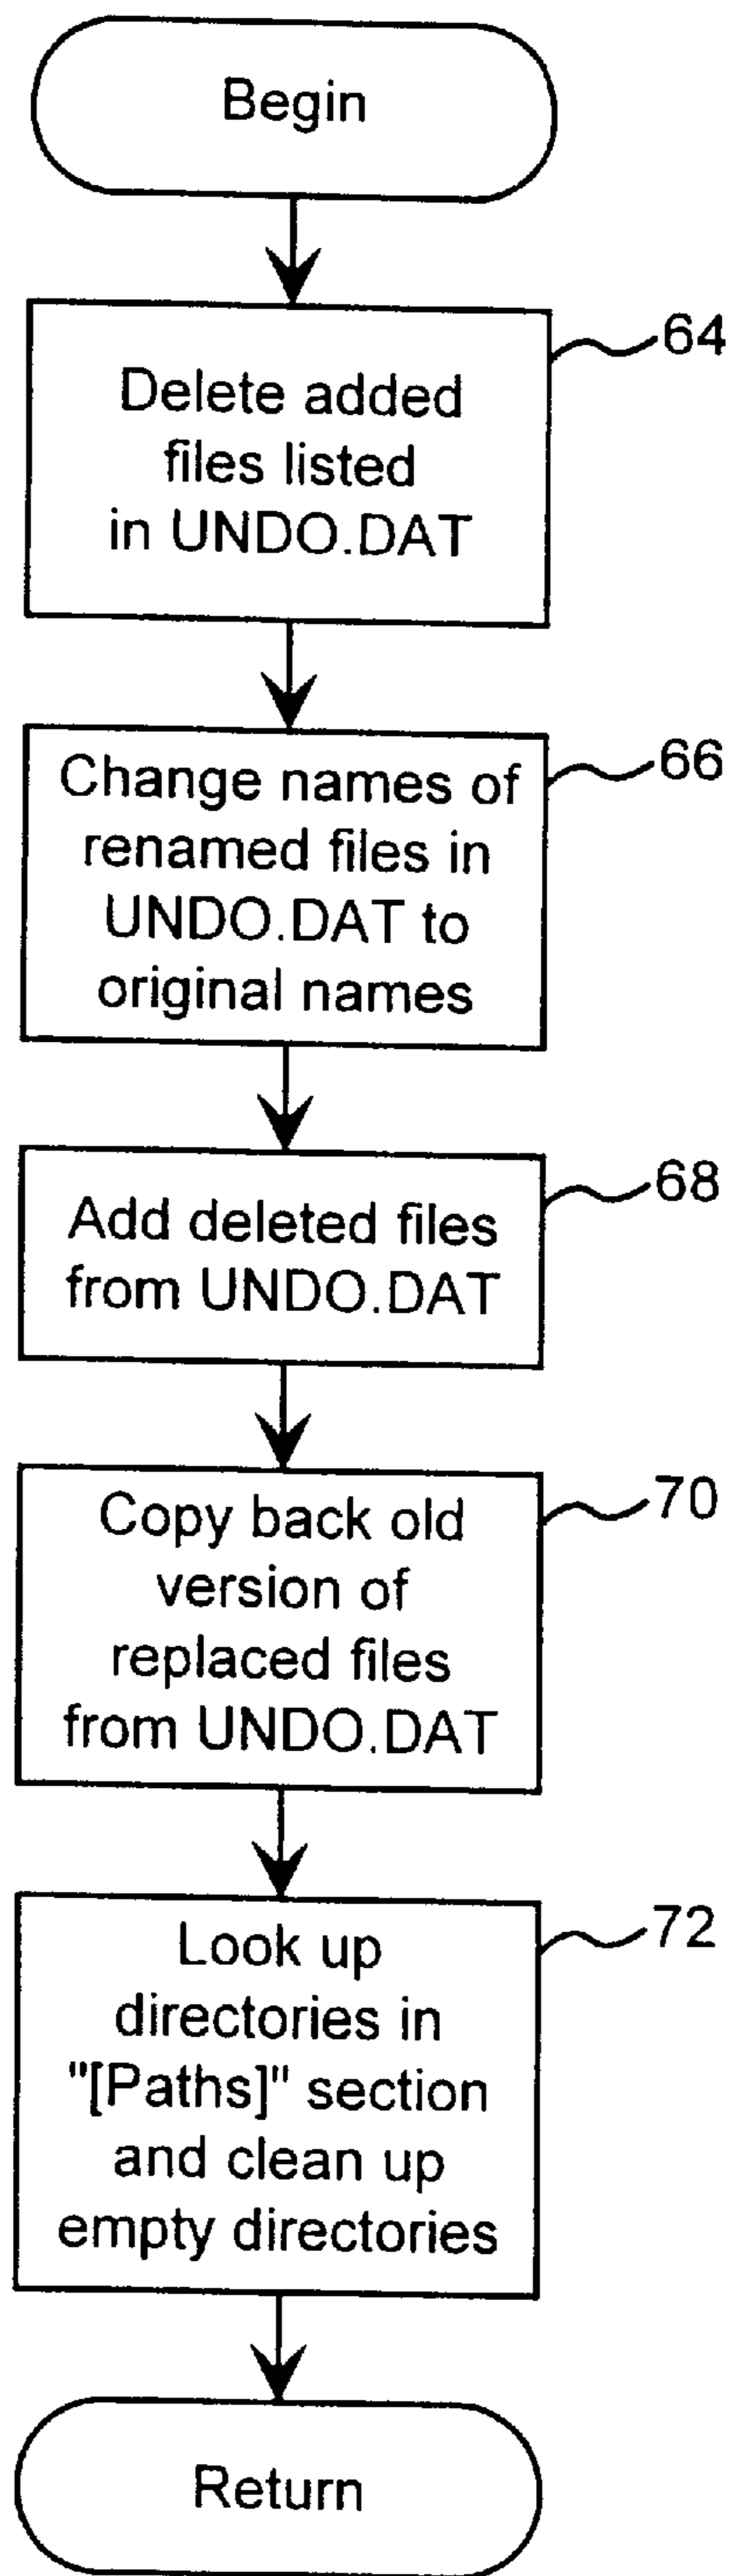 Begin
64
Delete added
files listed
in UNDO.DAT
66
Change names of
renamed files in
UNDO.DAT to
original names
68
Add deleted files
from UNDO.DAT
70
Copy back old
version of
replaced files
from UNDO.DAT
72
Look up
directories in
"[Paths]" section
and clean up
empty directories
Return